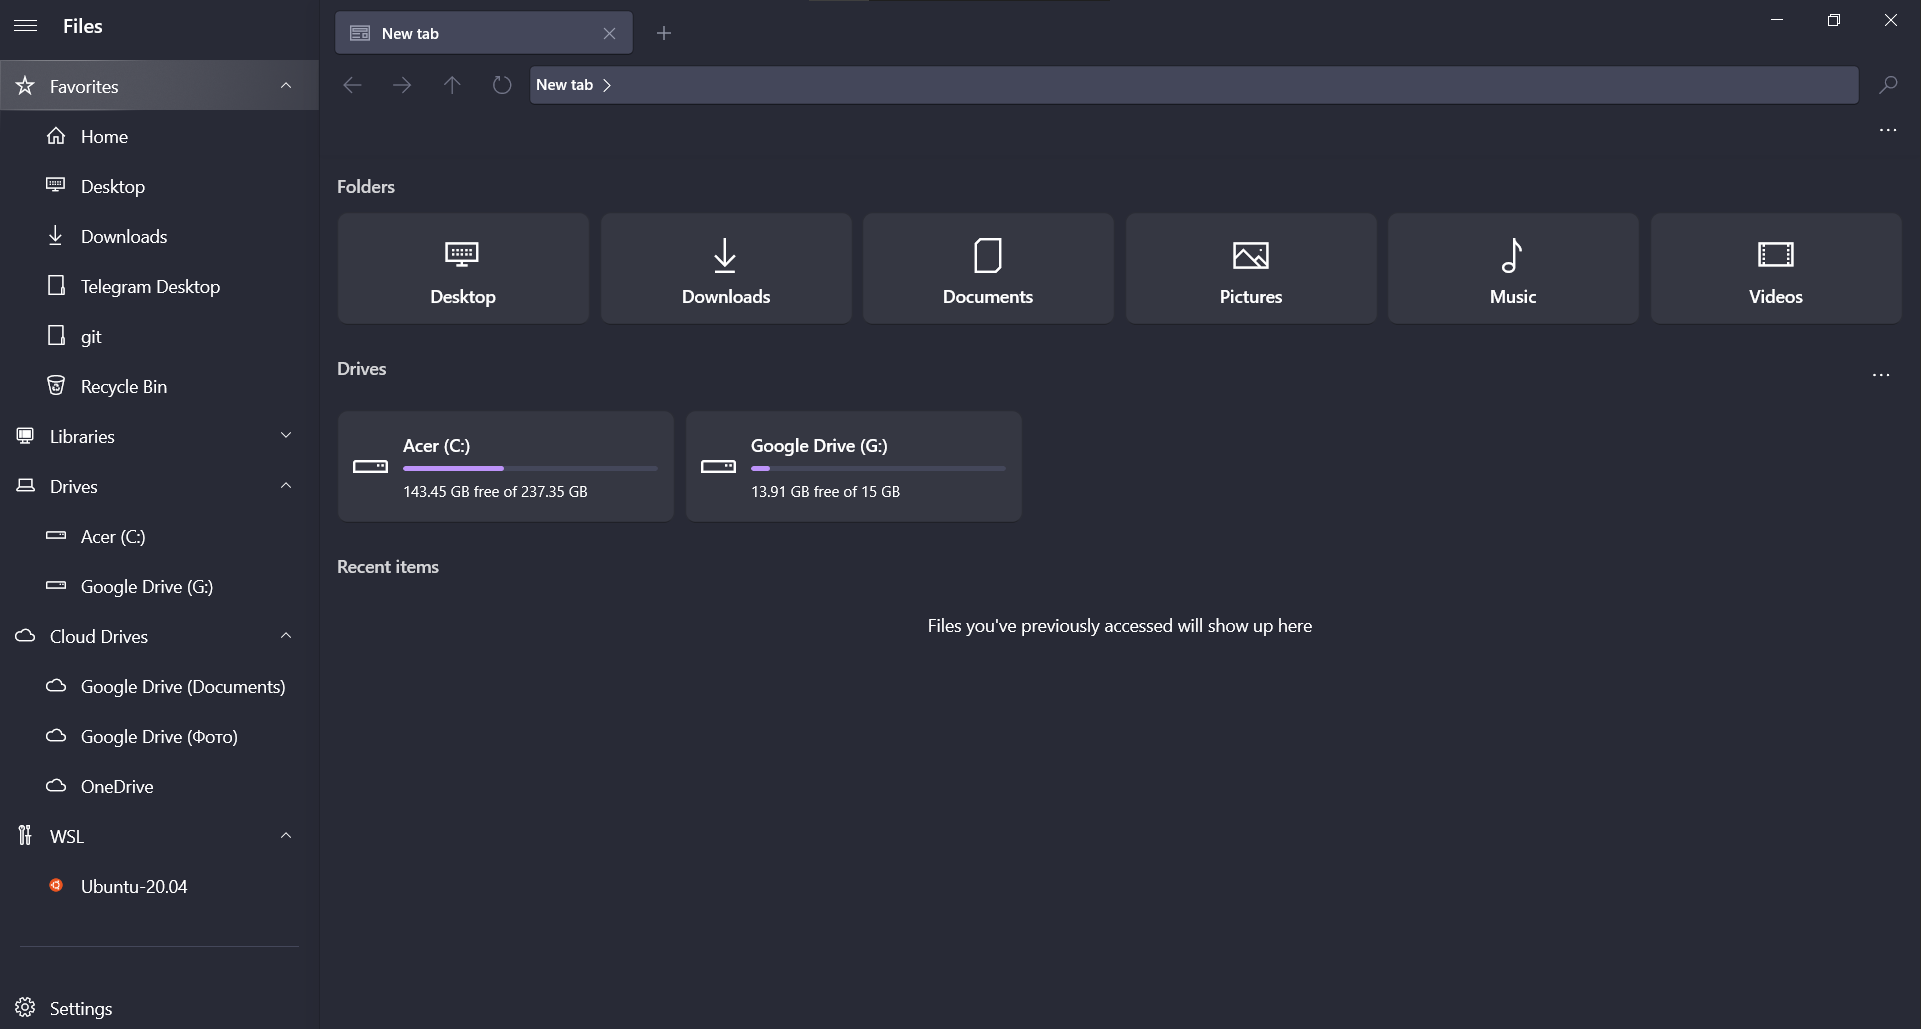 Files
Favorites
Home
Desktop
Downloads
Telegram Desktop
git
Recycle Bin
Libraries
Drives
Acer (C:)
Google Drive (G:)
Cloud Drives
Google Drive (Documents)
Google Drive (Фото)
OneDrive
WSL
Ubuntu-20.04
Settings
New tab
New tab
Folders
Desktop
Downloads
Documents
Pictures
Music
Videos
Drives
Acer (C:)
143.45 GB free of 237.35 GB
Google Drive (G:)
13.91 GB free of 15 GB
Recent items
Files you've previously accessed will show up here